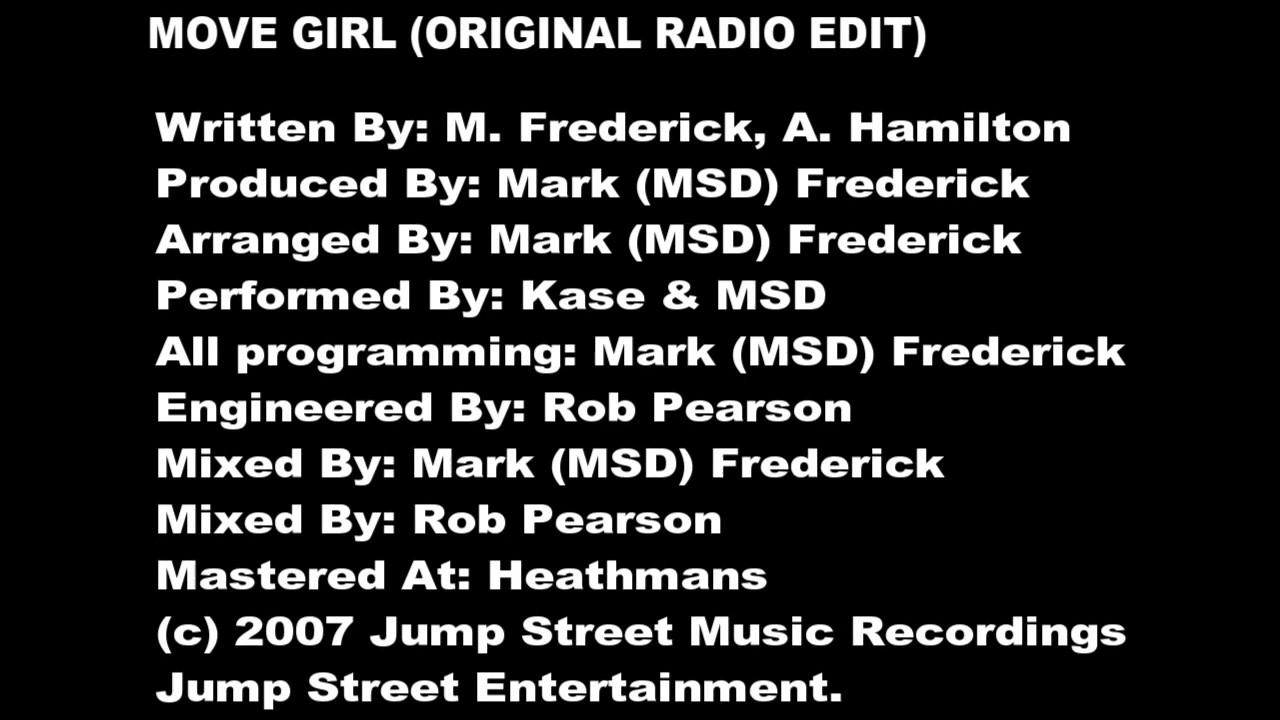 MOVE GIRL (ORIGINAL RADIO EDIT)
Written By: M. Frederick, A. Hamilton
Produced By: Mark (MSD) Frederick
Arranged By: Mark (MSD) Frederick
Performed By: Kase & MSD
All programming: Mark (MSD) Frederick
Engineered By: Rob Pearson
Mixed By: Mark (MSD) Frederick
Mixed By: Rob Pearson
Mastered At: Heathmans
(c) 2007 Jump Street Music Recordings
Jump Street Entertainment.